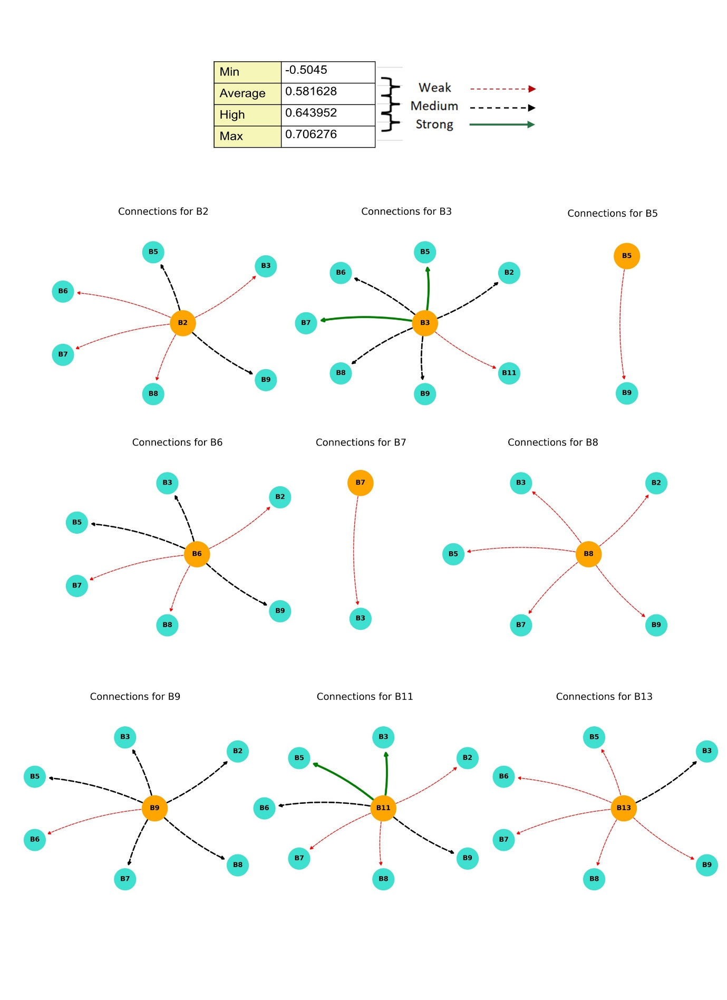 Min -0.5045
Average 0.581628
High 0.643952
Max 0.706276
Weak
Medium
Strong
Connections for B2
B5
B3
B6
B2
B7
B9
B8
Connections for B3
B5
B6
B2
B7
B3
B8
B11
B9
Connections for B5
B5
B9
Connections for B6
B3
B2
B5
B6
B7
B9
B8
Connections for B7
B7
B3
Connections for B8
B3
B2
B5
B8
B7
B9
Connections for B9
B3
B2
B5
B9
B6
B8
B7
Connections for B11
B3
B5
B2
B6
B11
B7
B9
B8
Connections for B13
B5
B3
B6
B13
B7
B9
B8